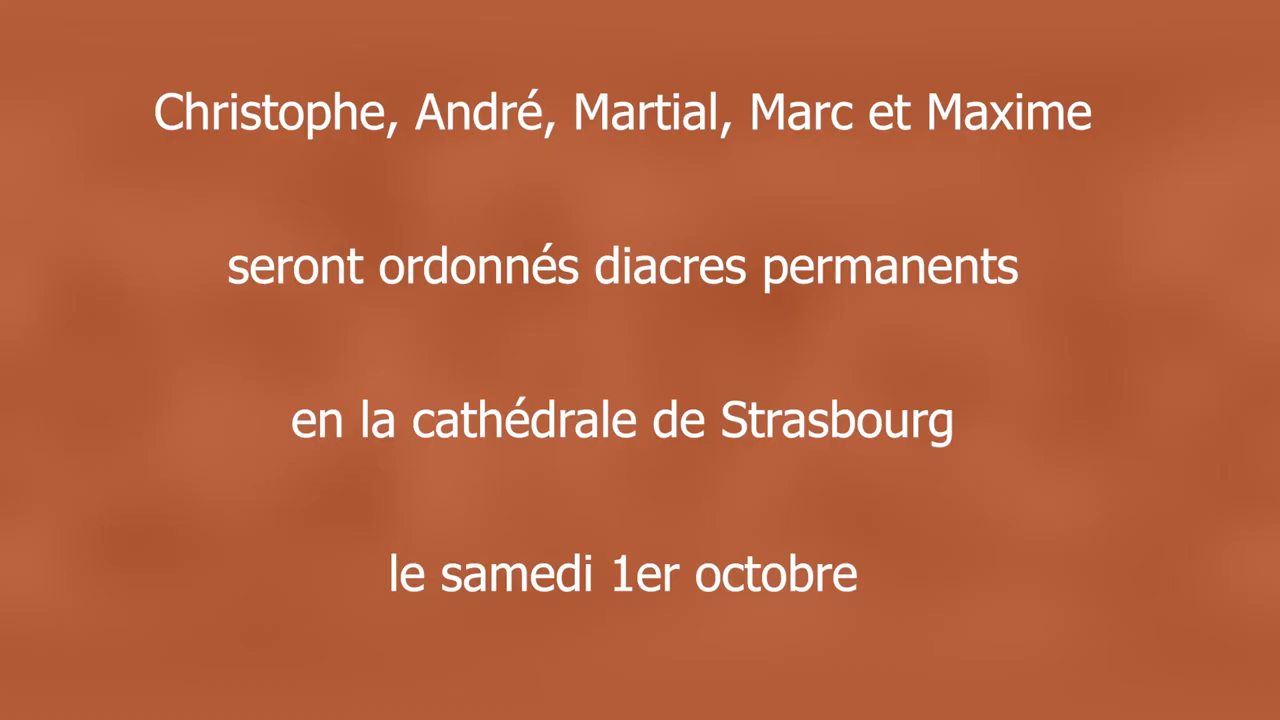 Christophe, André, Martial, Marc et Maxime
seront ordonnés diacres permanents
en la cathédrale de Strasbourg
le samedi 1er octobre